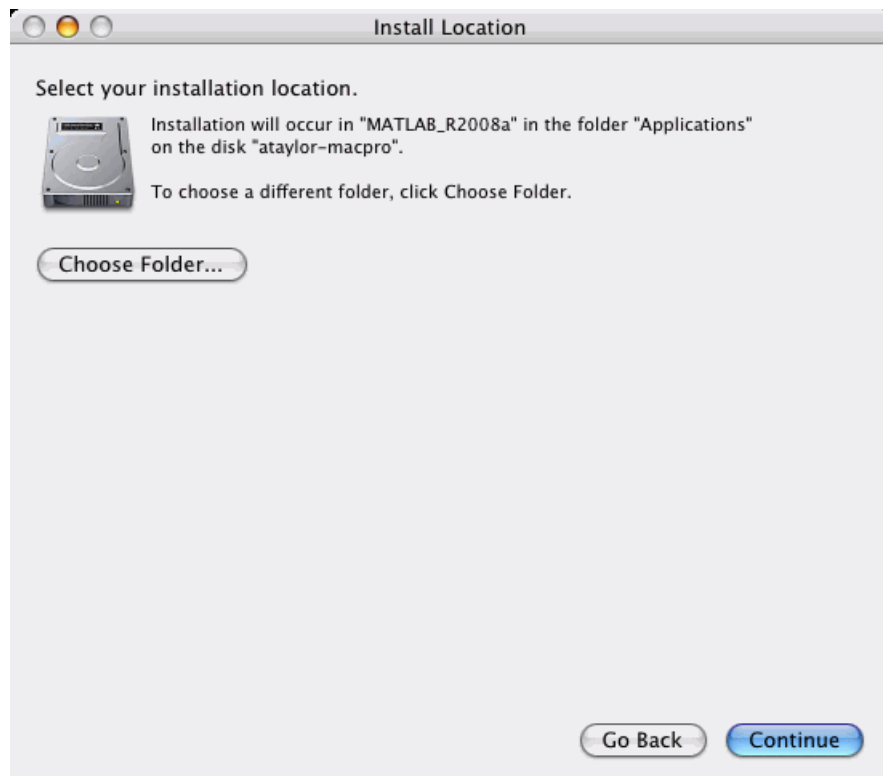 Install Location
Select your installation location.
Installation will occur in "MATLAB_R2008a" in the folder "Applications"
on the disk "ataylor-macpro".
To choose a different folder, click Choose Folder.
Choose Folder...
Go Back
Continue